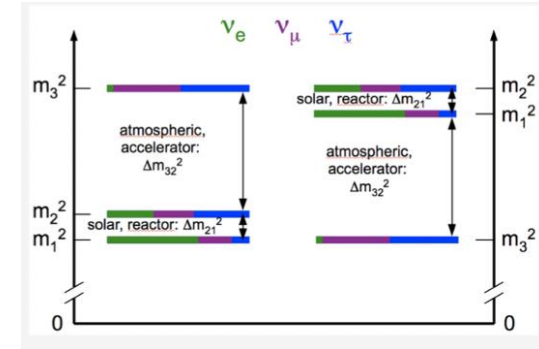 νe νμ ντ
m₃²
m₂²
solar, reactor: Δm₂₁²
m₁²
atmospheric,
accelerator:
Δm₃₂²
atmospheric,
accelerator:
Δm₃₂²
m₂²
solar, reactor: Δm₂₁²
m₁²
m₃²
0
0